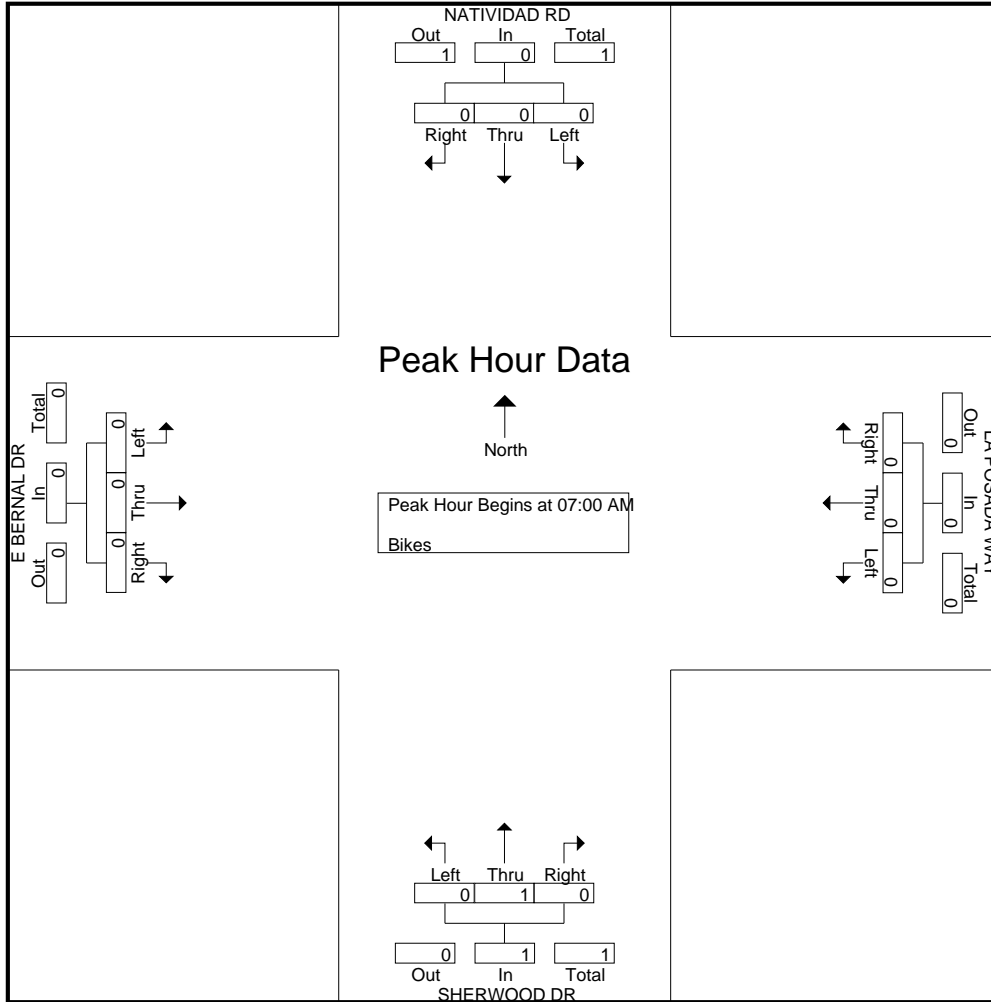 NATIVIDAD RD
Out In Total
1 0 1
0 0 0
Right Thru Left
Peak Hour Data
North
Peak Hour Begins at 07:00 AM
Bikes
E BERNAL DR
Out In Total
0 0 0
0 0 0
Right Thru Left
LA POSADA WAY
Out In Total
0 0 0
0 0 0
Right Thru Left
Left Thru Right
0 1 0
0 1 1
Out In Total
SHERWOOD DR